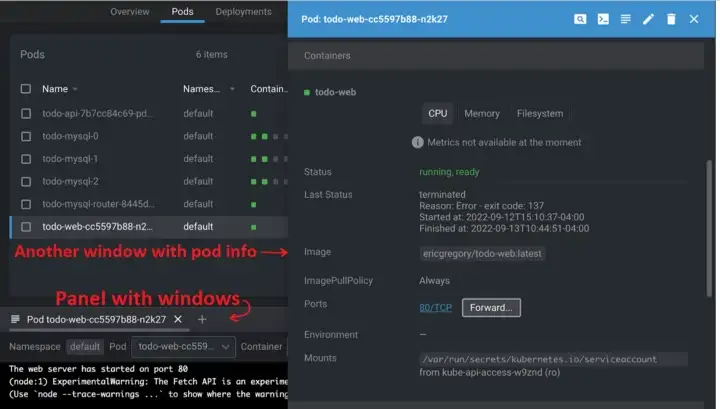 Overview Pods Deployments
Pods 6 items
Name Names... Contain...
todo-api-7b7cc84c69-pd... default
todo-mysql-0 default
todo-mysql-1 default
todo-mysql-2 default
todo-mysql-router-8445d... default
todo-web-cc5597b88-n2... default
Another window with pod info
Panel with windows
Pod todo-web-cc5597b88-n2k27
Namespace default Pod todo-web-cc559... Container
The web server has started on port 80
(node:1) ExperimentalWarning: The Fetch API is an experime
(Use `node --trace-warnings ...` to show where the warning
Pod: todo-web-cc5597b88-n2k27
Containers
todo-web
CPU Memory Filesystem
Metrics not available at the moment
Status running, ready
Last Status terminated
Reason: Error - exit code: 137
Started at: 2022-09-12T15:10:37-04:00
Finished at: 2022-09-13T10:44:51-04:00
Image ericgregory/todo-web:latest
ImagePullPolicy Always
Ports 80/TCP Forward...
Environment —
Mounts /var/run/secrets/kubernetes.io/serviceaccount
from kube-api-access-w9znd (ro)